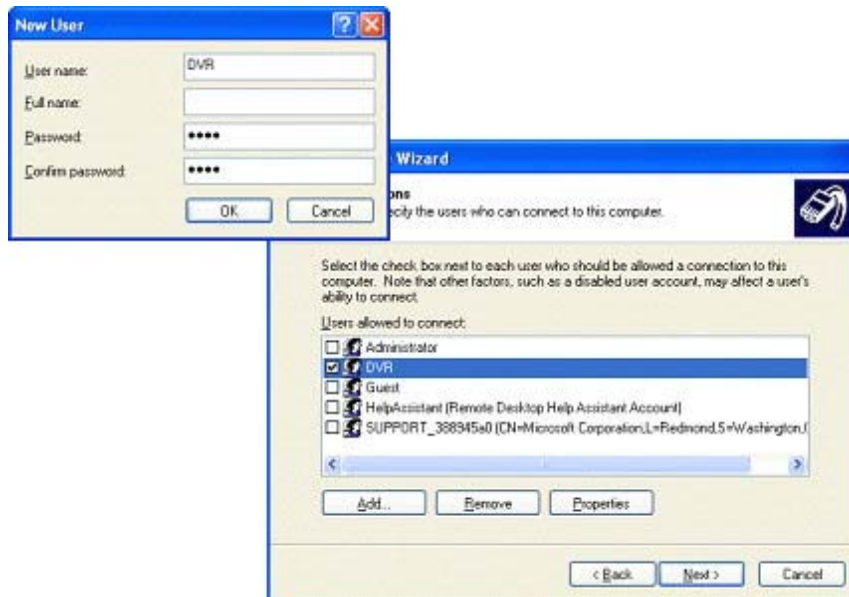 New User
User name:
DVR
Full name:
Password:
••••
Confirm password:
••••
OK
Cancel
Wizard
ons
ecify the users who can connect to this computer.
Select the check box next to each user who should be allowed a connection to this
computer. Note that other factors, such as a disabled user account, may affect a user's
ability to connect.
Users allowed to connect:
Administrator
DVR
Guest
HelpAssistant (Remote Desktop Help Assistant Account)
SUPPORT_388945a0 (CN=Microsoft Corporation,L=Redmond,S=Washington,
Add...
Remove
Properties
< Back
Next >
Cancel